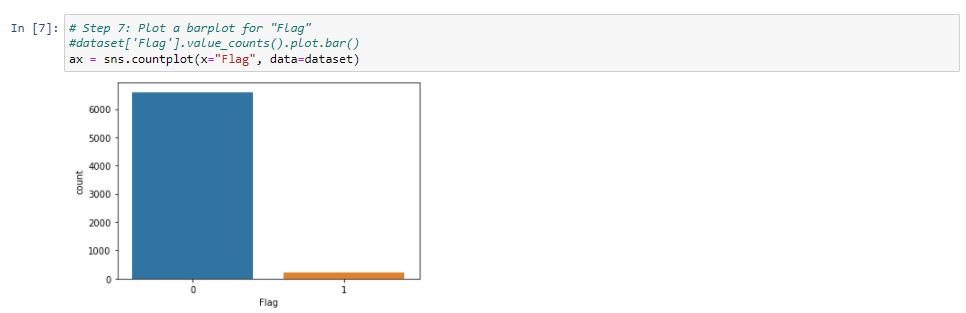 In [7]: # Step 7: Plot a barplot for "Flag"
#dataset['Flag'].value_counts().plot.bar()
ax = sns.countplot(x="Flag", data=dataset)
6000
5000
4000
3000
2000
1000
0
count
0 1
Flag